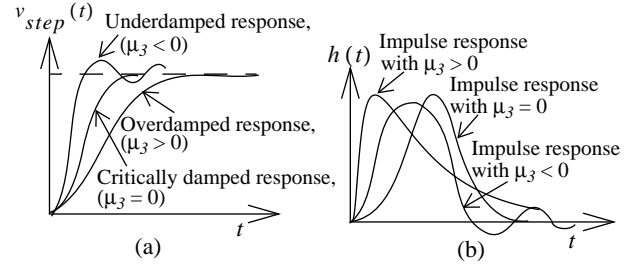 v_step(t)
Underdamped response,
(μ₃ < 0)
Overdamped response,
(μ₃ > 0)
Critically damped response,
(μ₃ = 0)
t
(a)
h(t)
Impulse response
with μ₃ > 0
Impulse response
with μ₃ = 0
Impulse response
with μ₃ < 0
t
(b)